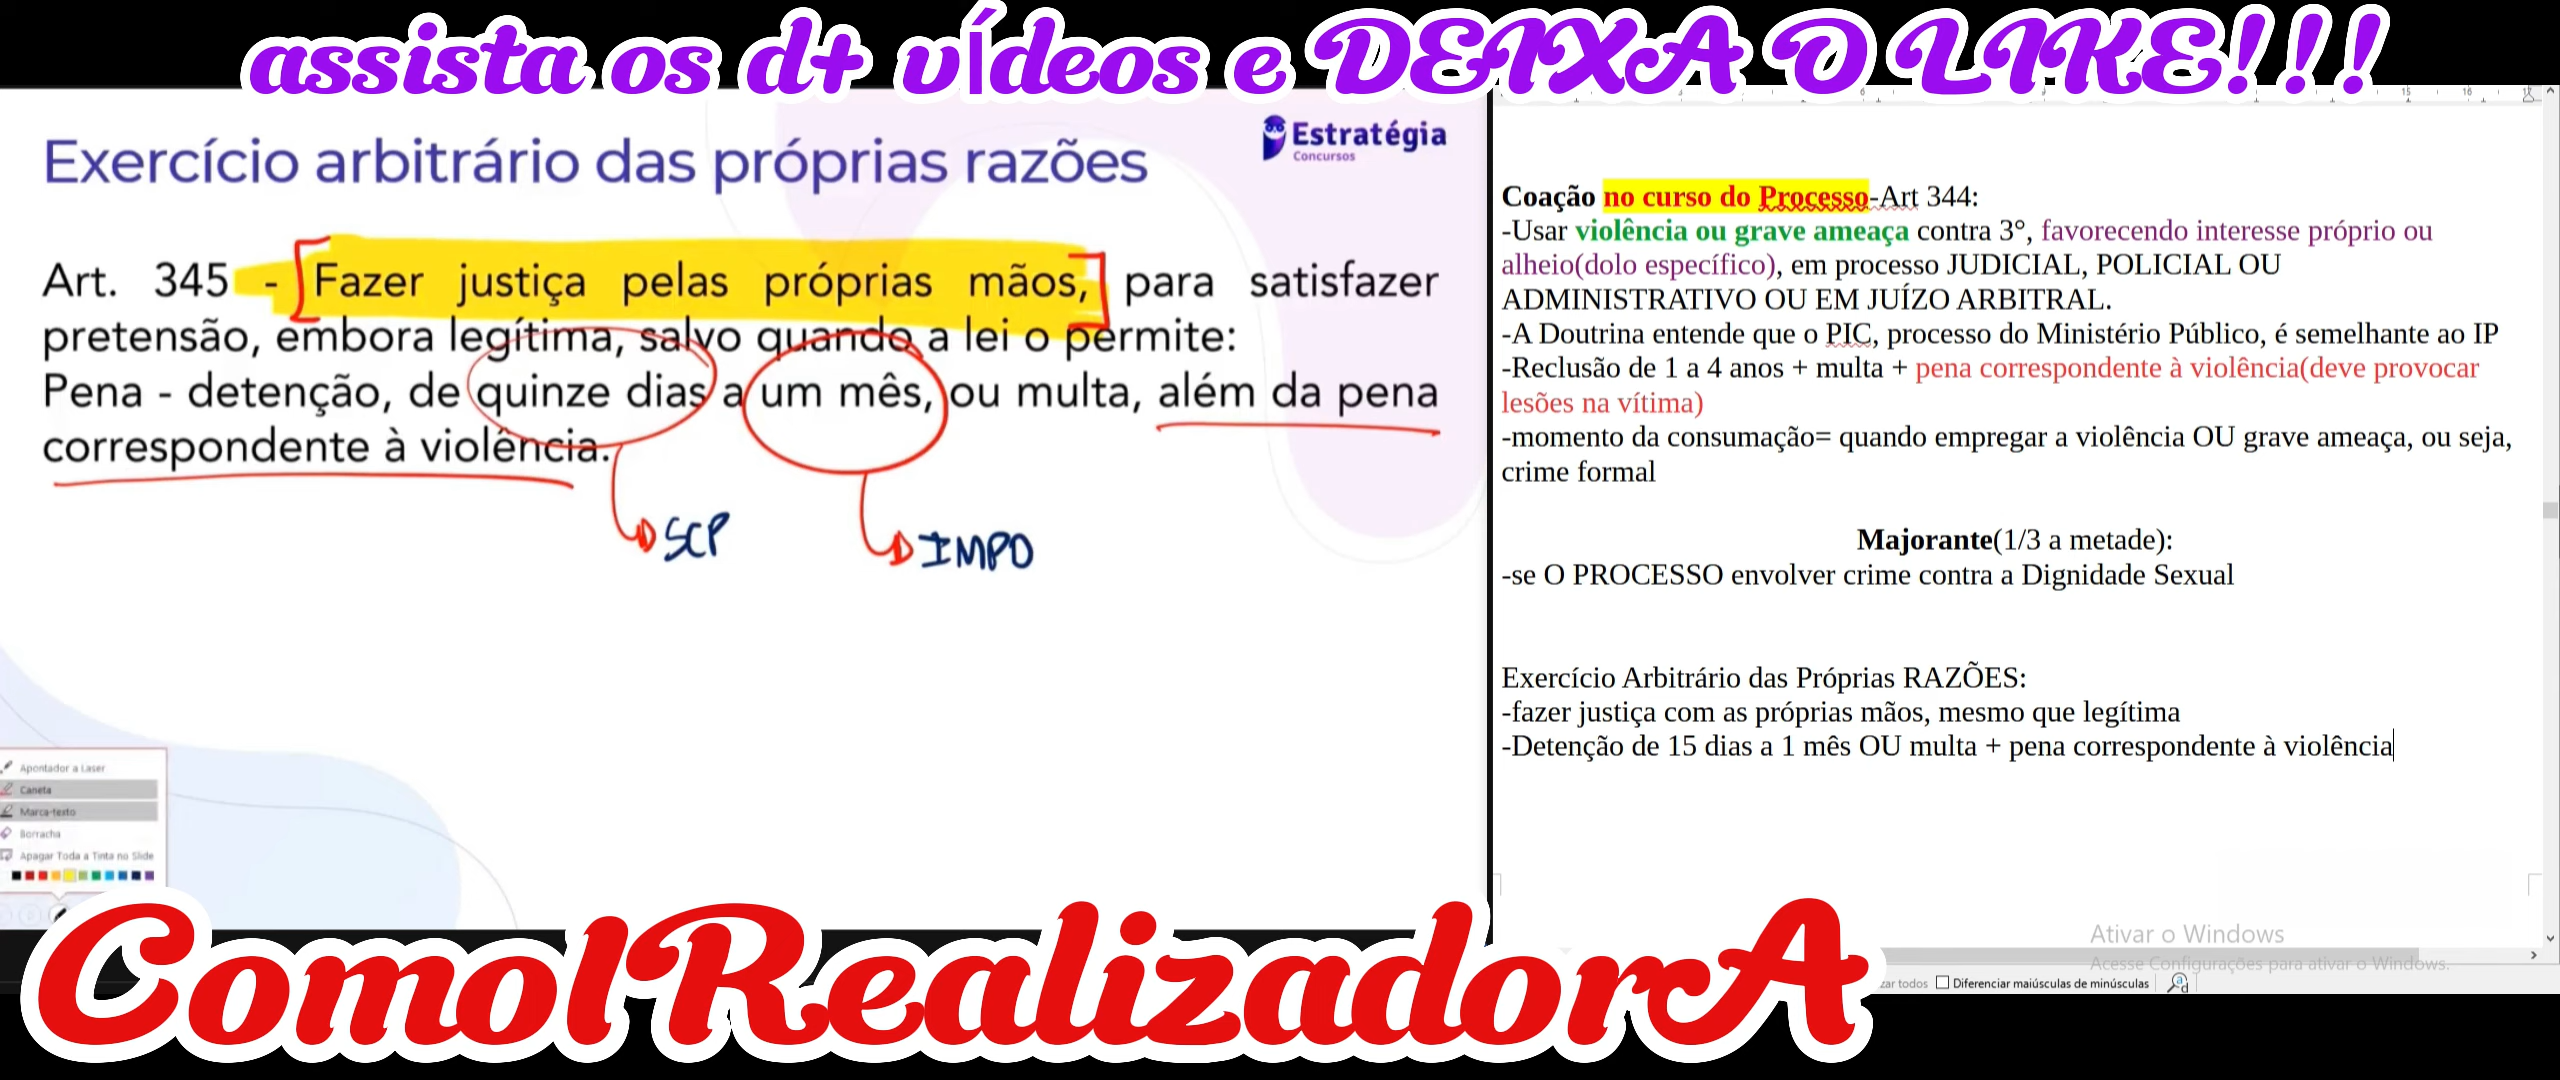 assista os d+ vídeos e DEIXA O LIKE!!!
Exercício arbitrário das próprias razões
Estratégia
Concursos
Art. 345 - [Fazer justiça pelas próprias mãos,] para satisfazer
pretensão, embora legítima, salvo quando a lei o permite:
Pena - detenção, de quinze dias a um mês, ou multa, além da pena
correspondente à violência.
SCP
IMPO
Apontador a Laser
Caneta
Marca-texto
Borracha
Apagar Toda a Tinta no Slide
15 16
Coação no curso do Processo-Art 344:
-Usar violência ou grave ameaça contra 3°, favorecendo interesse próprio ou
alheio(dolo específico), em processo JUDICIAL, POLICIAL OU
ADMINISTRATIVO OU EM JUÍZO ARBITRAL.
-A Doutrina entende que o PIC, processo do Ministério Público, é semelhante ao IP
-Reclusão de 1 a 4 anos + multa + pena correspondente à violência(deve provocar
lesões na vítima)
-momento da consumação= quando empregar a violência OU grave ameaça, ou seja,
crime formal
Majorante(1/3 a metade):
-se O PROCESSO envolver crime contra a Dignidade Sexual
Exercício Arbitrário das Próprias RAZÕES:
-fazer justiça com as próprias mãos, mesmo que legítima
-Detenção de 15 dias a 1 mês OU multa + pena correspondente à violência
Ativar o Windows
Acesse Configurações para ativar o Windows.
todos Diferenciar maiúsculas de minúsculas
ComolRealizadorA